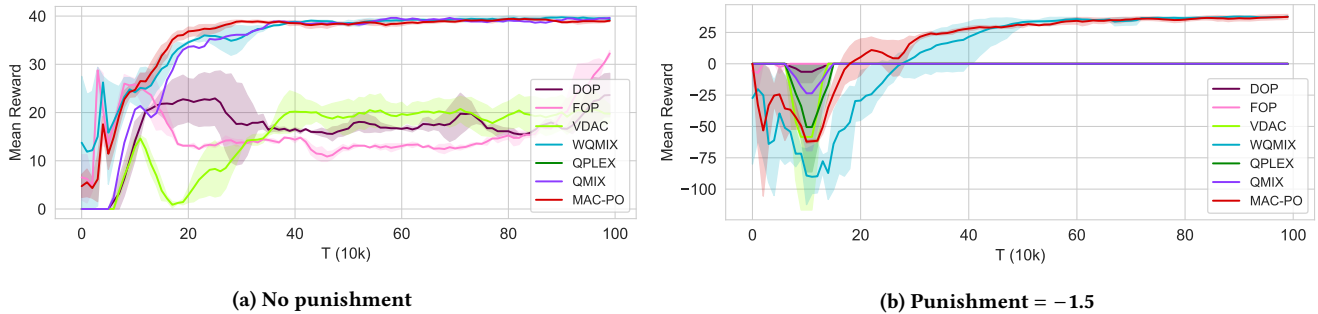 40
30
20
10
0
Mean Reward
DOP
FOP
VDAC
WQMIX
QPLEX
QMIX
MAC-PO
0 20 40 60 80 100
T (10k)
(a) No punishment
25
0
−25
−50
−75
−100
Mean Reward
DOP
FOP
VDAC
WQMIX
QPLEX
QMIX
MAC-PO
0 20 40 60 80 100
T (10k)
(b) Punishment = −1.5